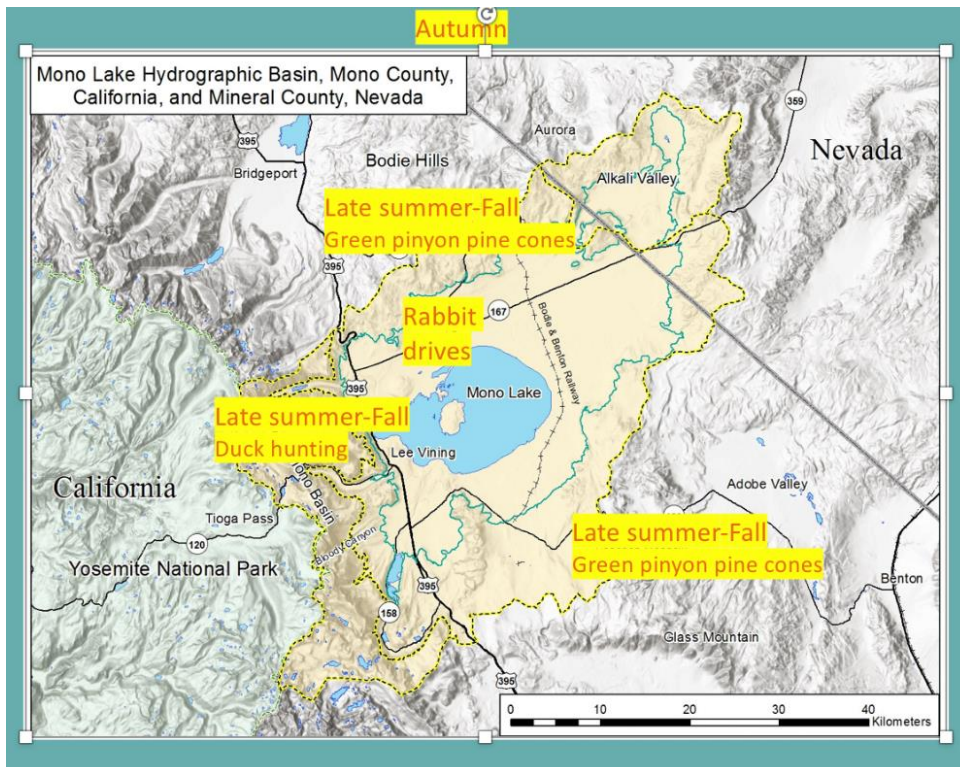 Autumn
Mono Lake Hydrographic Basin, Mono County,
California, and Mineral County, Nevada
359
Aurora
395
Nevada
Bodie Hills
Bridgeport
Alkali Valley
Late summer-Fall
Green pinyon pine cones
395
Rabbit
drives
167
Bodie & Benton Railway
395
Mono Lake
Late summer-Fall
Duck hunting
Lee Vining
California
Mono Basin
Adobe Valley
Tioga Pass
120
Bloody Canyon
Late summer-Fall
Green pinyon pine cones
Yosemite National Park
395
Benton
158
Glass Mountain
395
0 10 20 30 40
Kilometers